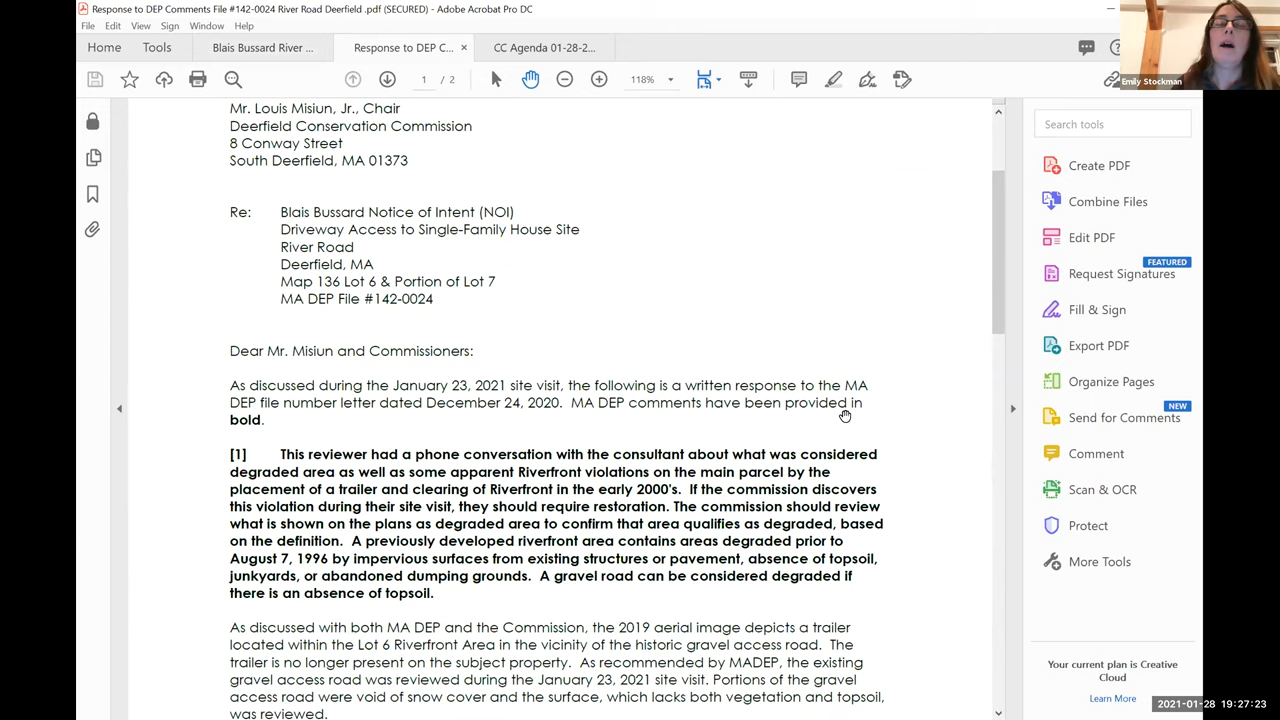 Response to DEP Comments File #142-0024 River Road Deerfield .pdf (SECURED) - Adobe Acrobat Pro DC
File Edit View Sign Window Help
Home Tools Blais Bussard River ... Response to DEP C... × CC Agenda 01-28-2...
1 / 2 118%
Emily Stockman
Mr. Louis Misiun, Jr., Chair
Deerfield Conservation Commission
8 Conway Street
South Deerfield, MA 01373
Re: Blais Bussard Notice of Intent (NOI)
Driveway Access to Single-Family House Site
River Road
Deerfield, MA
Map 136 Lot 6 & Portion of Lot 7
MA DEP File #142-0024
Dear Mr. Misiun and Commissioners:
As discussed during the January 23, 2021 site visit, the following is a written response to the MA
DEP file number letter dated December 24, 2020. MA DEP comments have been provided in
bold.
[1] This reviewer had a phone conversation with the consultant about what was considered
degraded area as well as some apparent Riverfront violations on the main parcel by the
placement of a trailer and clearing of Riverfront in the early 2000's. If the commission discovers
this violation during their site visit, they should require restoration. The commission should review
what is shown on the plans as degraded area to confirm that area qualifies as degraded, based
on the definition. A previously developed riverfront area contains areas degraded prior to
August 7, 1996 by impervious surfaces from existing structures or pavement, absence of topsoil,
junkyards, or abandoned dumping grounds. A gravel road can be considered degraded if
there is an absence of topsoil.
As discussed with both MA DEP and the Commission, the 2019 aerial image depicts a trailer
located within the Lot 6 Riverfront Area in the vicinity of the historic gravel access road. The
trailer is no longer present on the subject property. As recommended by MADEP, the existing
gravel access road was reviewed during the January 23, 2021 site visit. Portions of the gravel
access road were void of snow cover and the surface, which lacks both vegetation and topsoil,
was reviewed.
Search tools
Create PDF
Combine Files
Edit PDF
FEATURED
Request Signatures
Fill & Sign
Export PDF
Organize Pages
NEW
Send for Comments
Comment
Scan & OCR
Protect
More Tools
Your current plan is Creative
Cloud
Learn More
2021-01-28 19:27:23